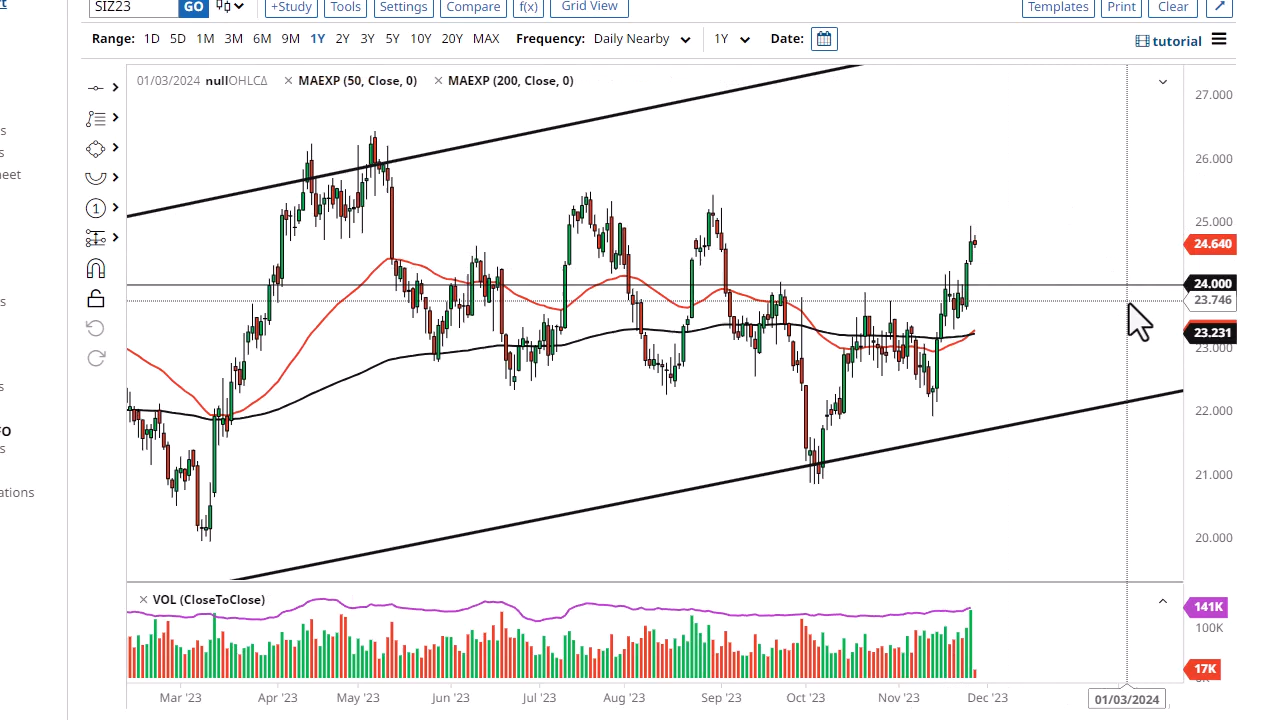 SIZ23 GO +Study Tools Settings Compare f(x) Grid View Templates Print Clear
Range: 1D 5D 1M 3M 6M 9M 1Y 2Y 3Y 5Y 10Y 20Y MAX Frequency: Daily Nearby 1Y Date:
tutorial
01/03/2024 nullOHLCΔ × MAEXP (50, Close, 0) × MAEXP (200, Close, 0)
27.000
s
s
26.000
eet
1
25.000
24.640
24.000
23.746
s
23.231
23.000
s
22.000
FO
s
21.000
ations
20.000
× VOL (CloseToClose)
141K
100K
17K
Mar '23 Apr '23 May '23 Jun '23 Jul '23 Aug '23 Sep '23 Oct '23 Nov '23 Dec '23 01/03/2024